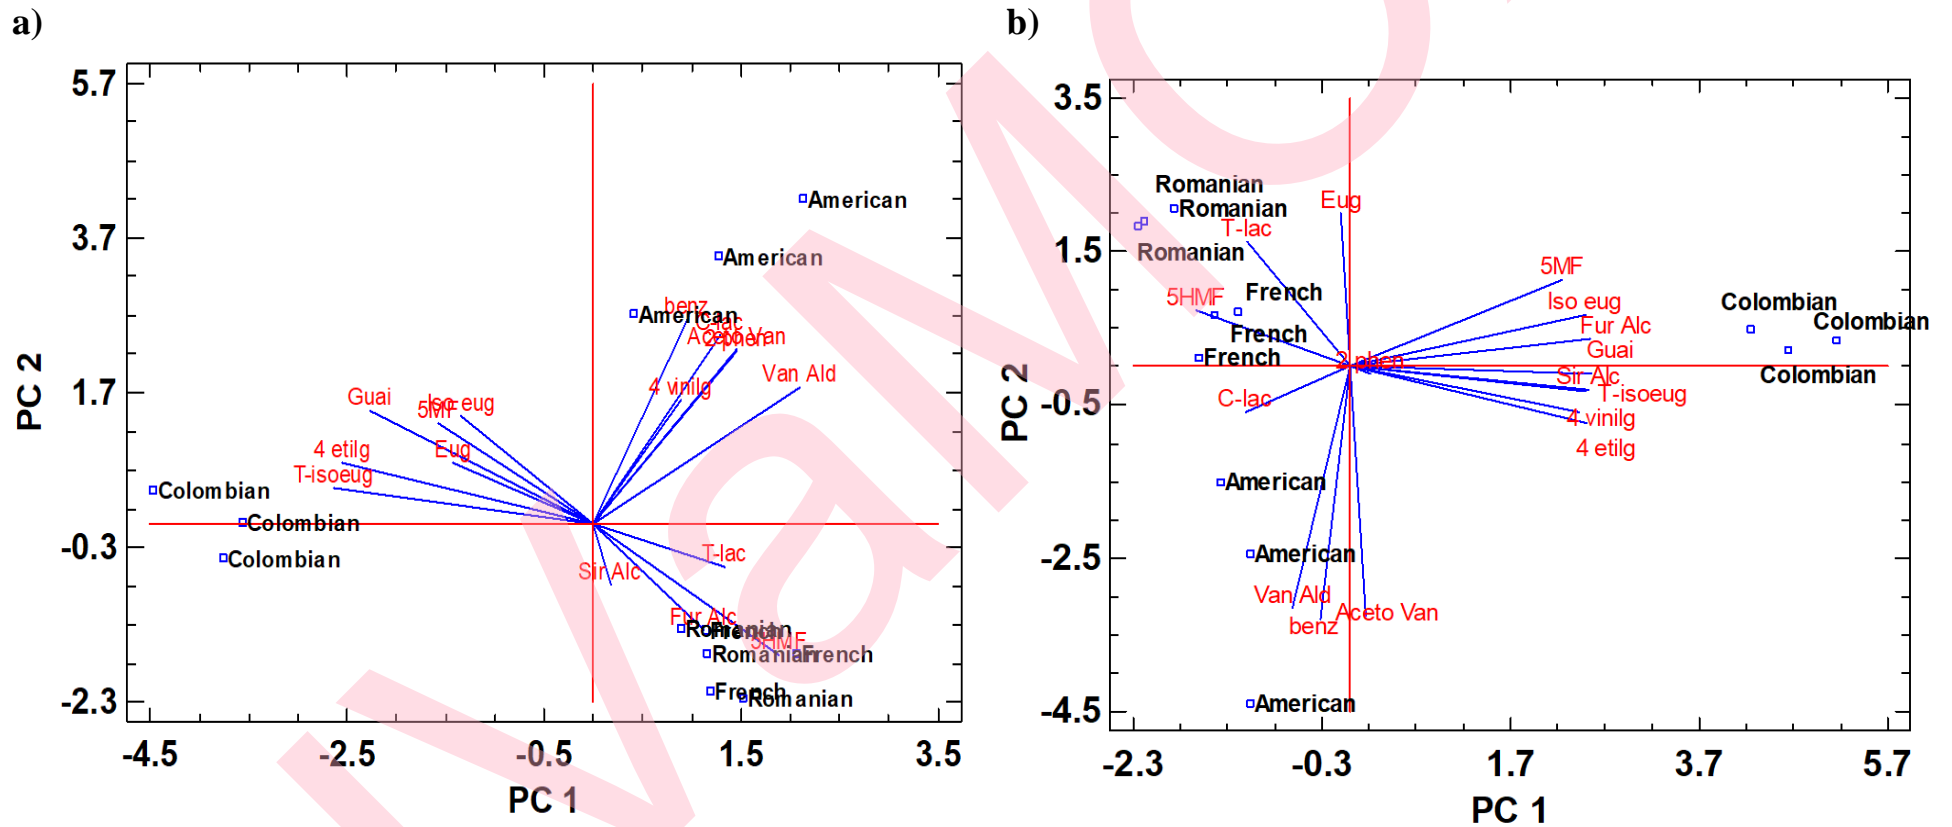 a)
5.7
3.7
1.7
-0.3
-2.3
PC 2
American
American
American
benz
C-lac
Aceto Van
2 phen
Van Ald
4 vinilg
Guai
Iso eug
5MF
Eug
4 etilg
T-isoeug
Colombian
Colombian
Colombian
T-lac
Sir Alc
Fur Alc
Romanian
French
5HMF
Romanian
French
French
Romanian
-4.5
-2.5
-0.5
1.5
3.5
PC 1
b)
3.5
1.5
-0.5
-2.5
-4.5
PC 2
Romanian
Romanian
Eug
T-lac
Romanian
5MF
5HMF
French
Iso eug
Colombian
Fur Alc
Colombian
French
Guai
French
2 phen
Sir Alc
Colombian
T-isoeug
C-lac
4 vinilg
4 etilg
American
American
Van Ald
Aceto Van
benz
American
-2.3
-0.3
1.7
3.7
5.7
PC 1